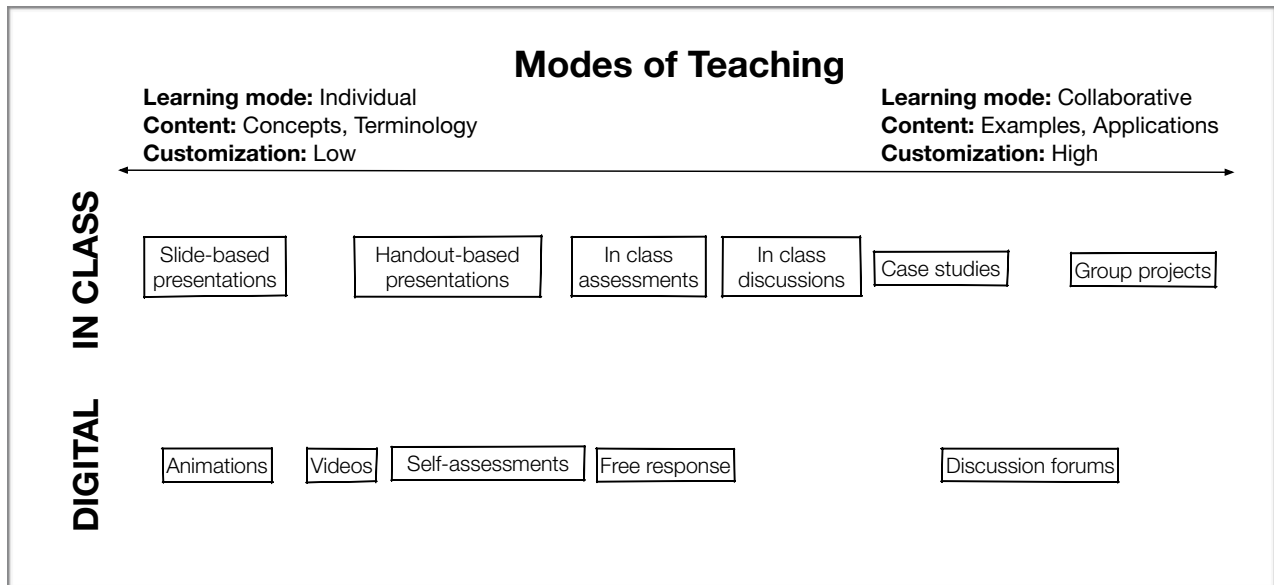 Modes of Teaching
Learning mode: Individual
Content: Concepts, Terminology
Customization: Low
Learning mode: Collaborative
Content: Examples, Applications
Customization: High
IN CLASS
Slide-based
presentations
Handout-based
presentations
In class
assessments
In class
discussions
Case studies
Group projects
DIGITAL
Animations
Videos
Self-assessments
Free response
Discussion forums